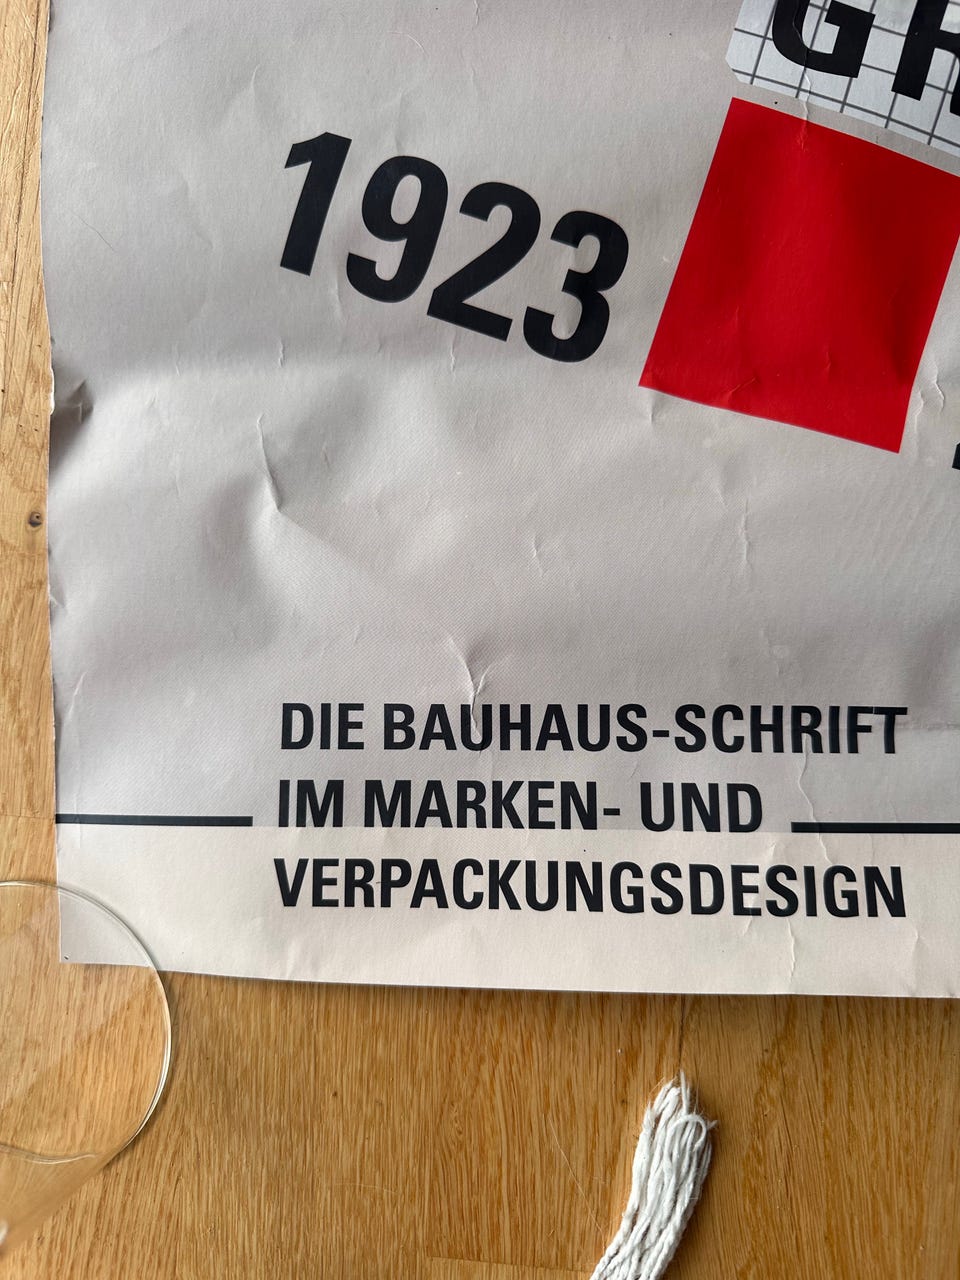 1923
DIE BAUHAUS-SCHRIFT
IM MARKEN- UND
VERPACKUNGSDESIGN